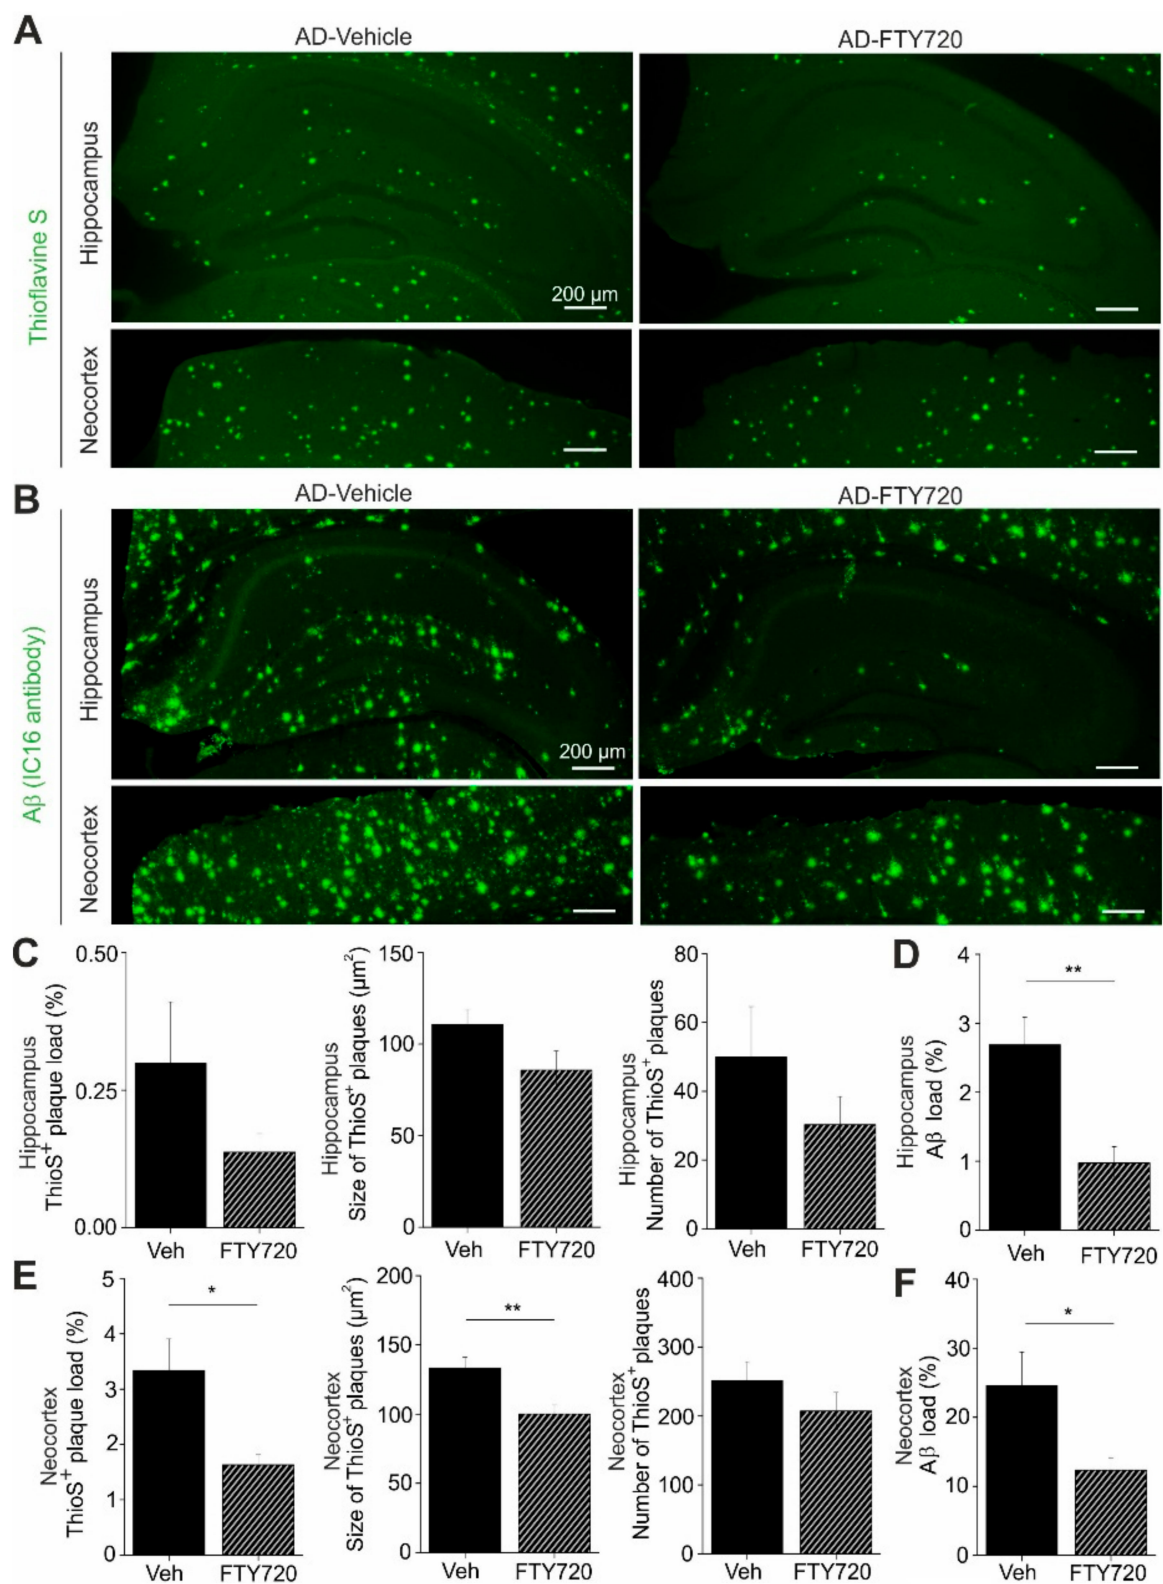 A
AD-Vehicle
AD-FTY720
Thioflavine S
Hippocampus
200 µm
Neocortex
B
AD-Vehicle
AD-FTY720
Aβ (IC16 antibody)
Hippocampus
200 µm
Neocortex
C
Hippocampus
ThioS+ plaque load (%)
0.50
0.25
0.00
Veh
FTY720
Hippocampus
Size of ThioS+ plaques (µm²)
150
100
50
0
Veh
FTY720
Hippocampus
Number of ThioS+ plaques
80
60
40
20
0
Veh
FTY720
D
Hippocampus
Aβ load (%)
4
3
2
1
0
**
Veh
FTY720
E
Neocortex
ThioS+ plaque load (%)
5
4
3
2
1
0
*
Veh
FTY720
Neocortex
Size of ThioS+ plaques (µm²)
200
150
100
50
0
**
Veh
FTY720
Neocortex
Number of ThioS+ plaques
400
300
200
100
0
Veh
FTY720
F
Neocortex
Aβ load (%)
40
30
20
10
0
*
Veh
FTY720